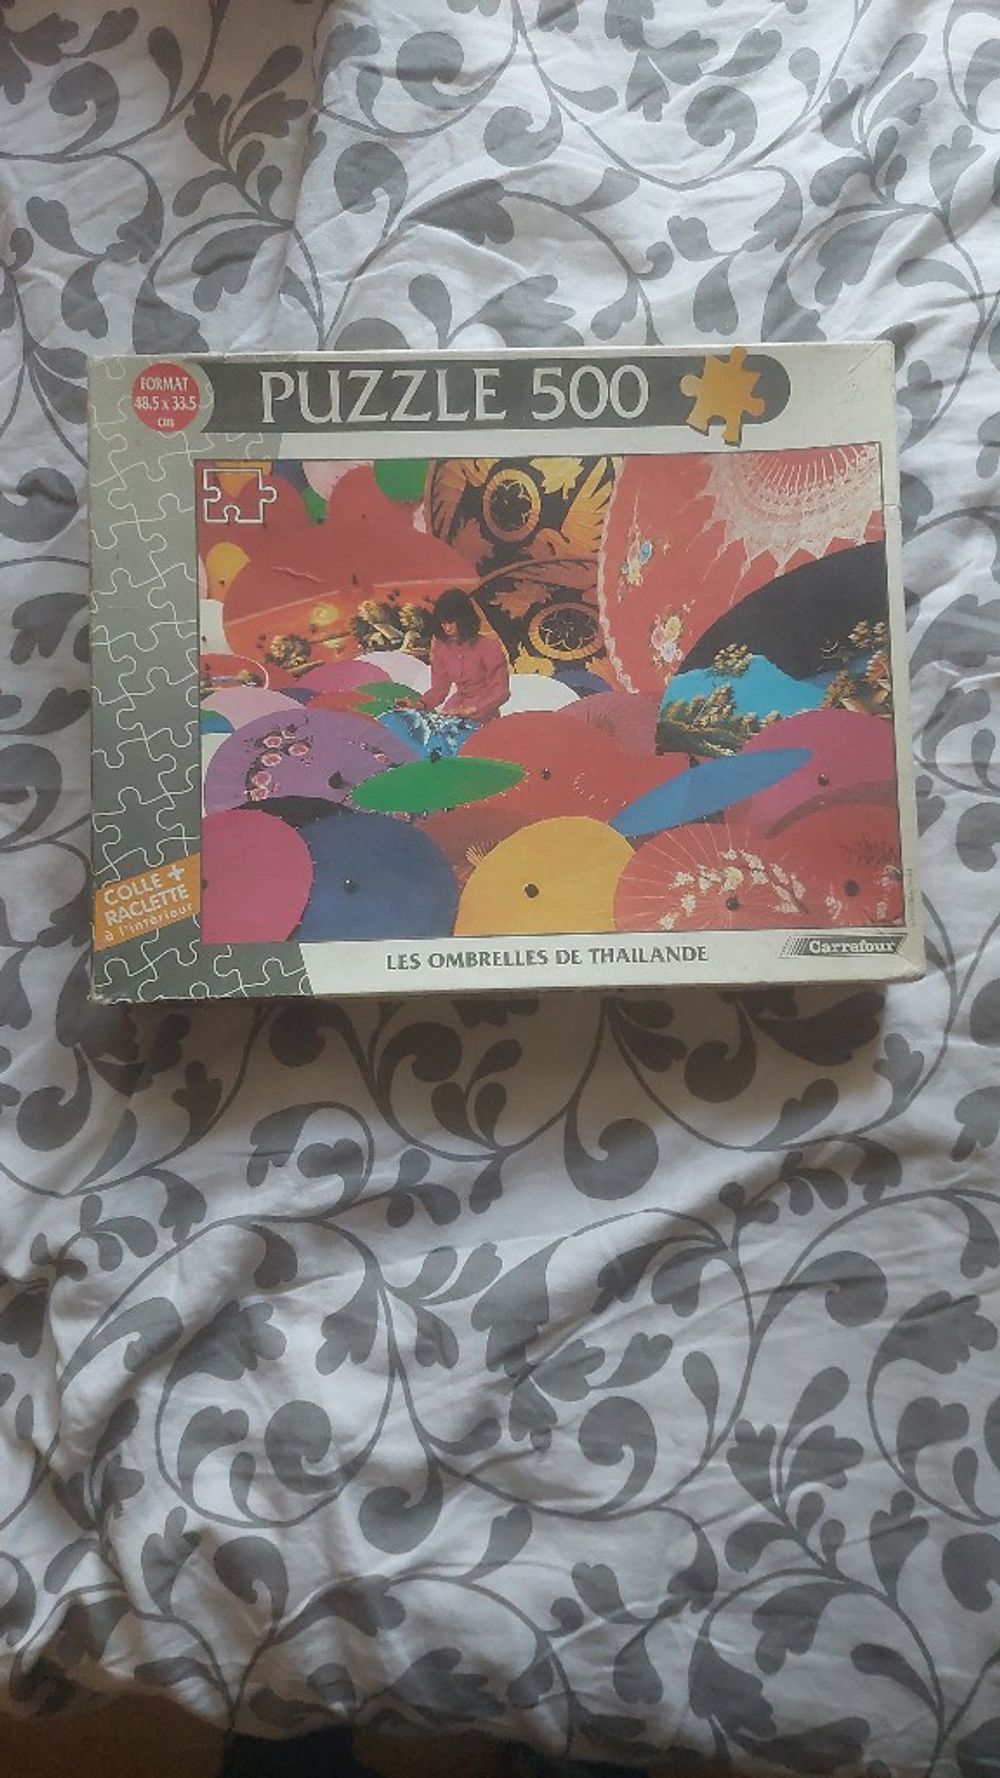 FORMAT
48.5 x 33.5
cm
PUZZLE 500
COLLE +
RACLETTE
à l'intérieur
LES OMBRELLES DE THAILANDE
Carrefour